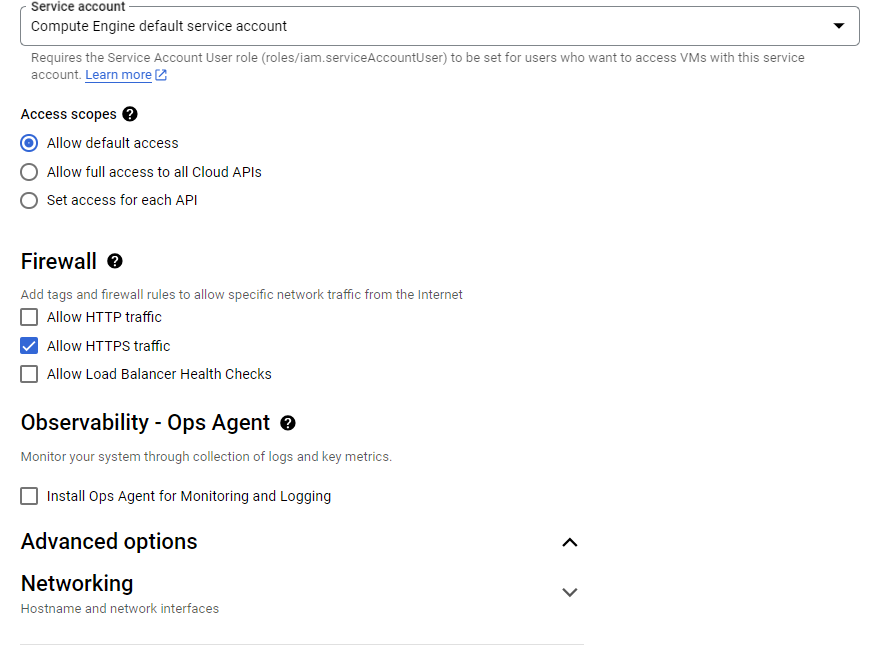 Service account
Compute Engine default service account
Requires the Service Account User role (roles/iam.serviceAccountUser) to be set for users who want to access VMs with this service
account. Learn more
Access scopes
Allow default access
Allow full access to all Cloud APIs
Set access for each API
Firewall
Add tags and firewall rules to allow specific network traffic from the Internet
Allow HTTP traffic
Allow HTTPS traffic
Allow Load Balancer Health Checks
Observability - Ops Agent
Monitor your system through collection of logs and key metrics.
Install Ops Agent for Monitoring and Logging
Advanced options
Networking
Hostname and network interfaces